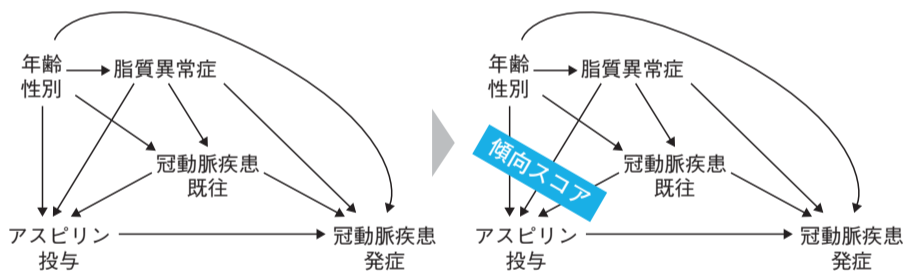 年齢
性別
脂質異常症
冠動脈疾患
既往
アスピリン
投与
冠動脈疾患
発症
年齢
性別
脂質異常症
傾向スコア
冠動脈疾患
既往
アスピリン
投与
冠動脈疾患
発症